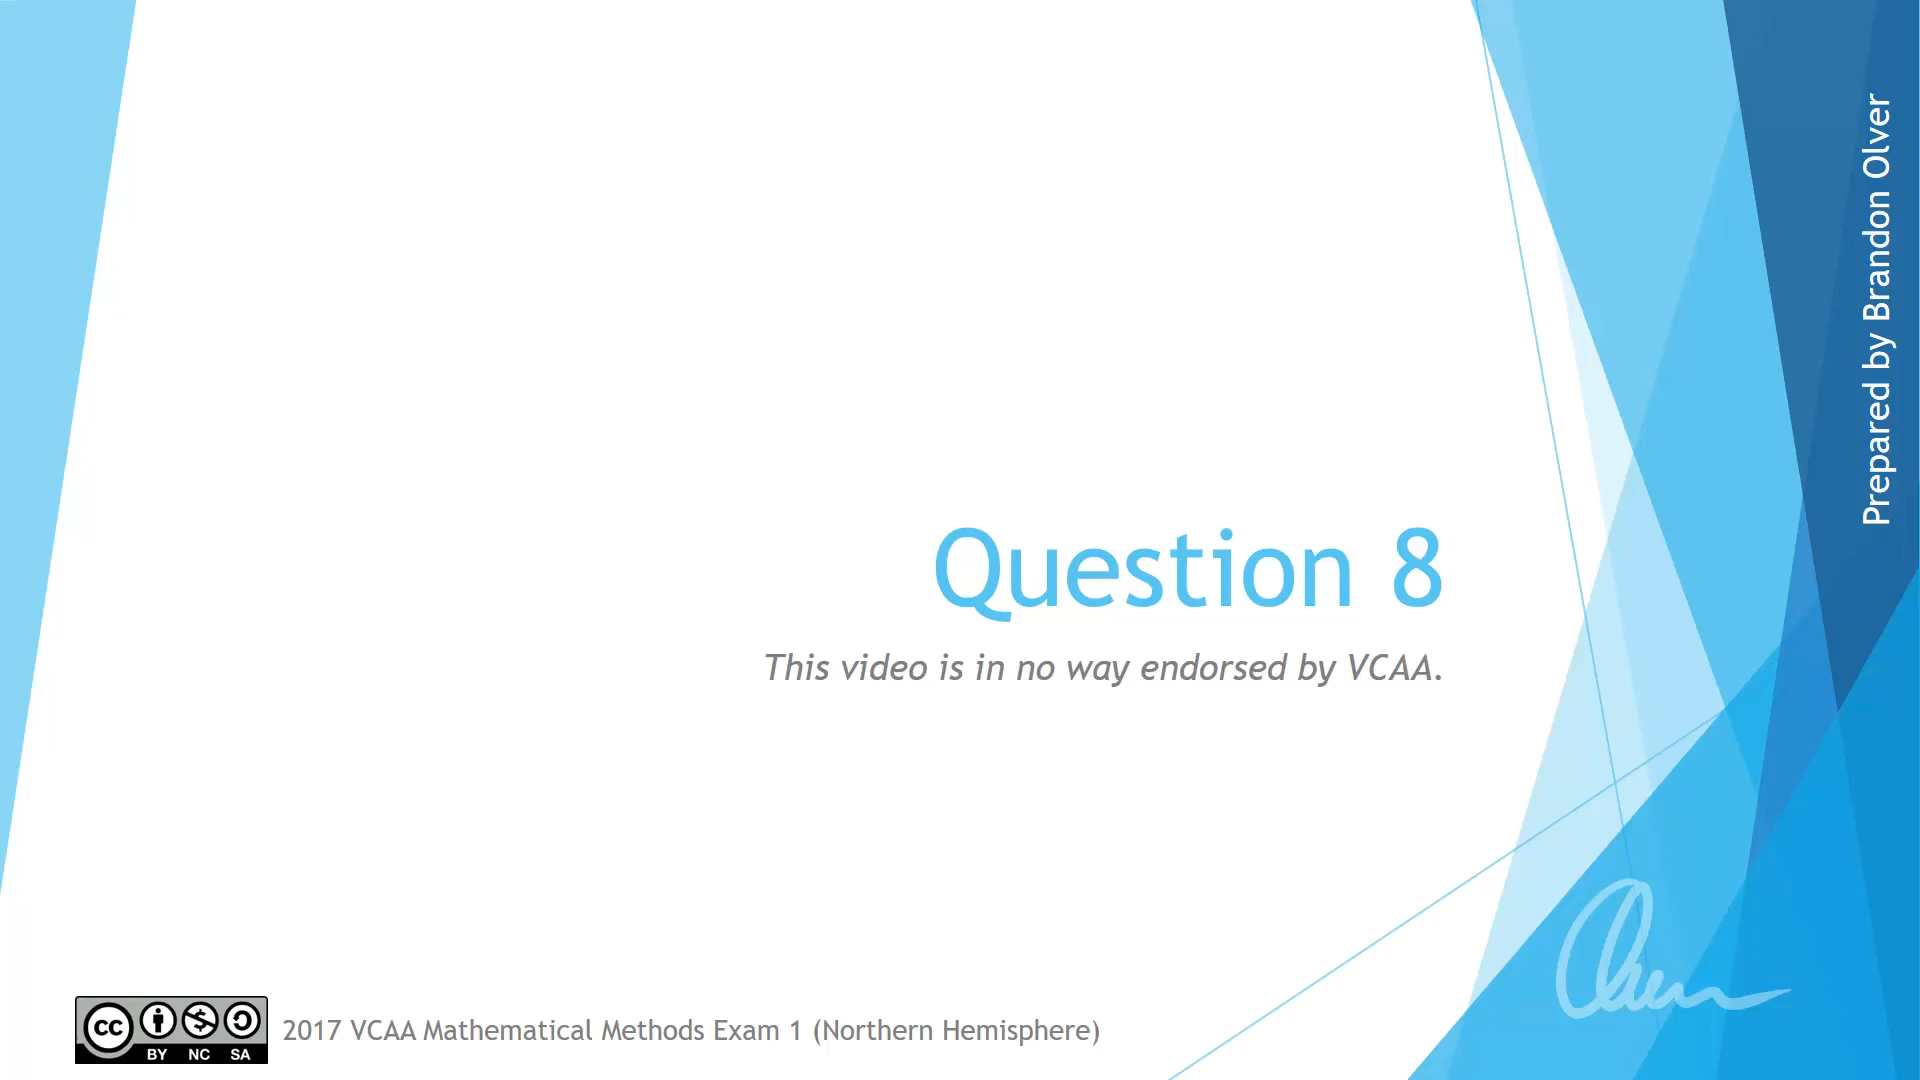 Prepared by Brandon Olver
Question 8
This video is in no way endorsed by VCAA.
cc
BY NC SA
2017 VCAA Mathematical Methods Exam 1 (Northern Hemisphere)